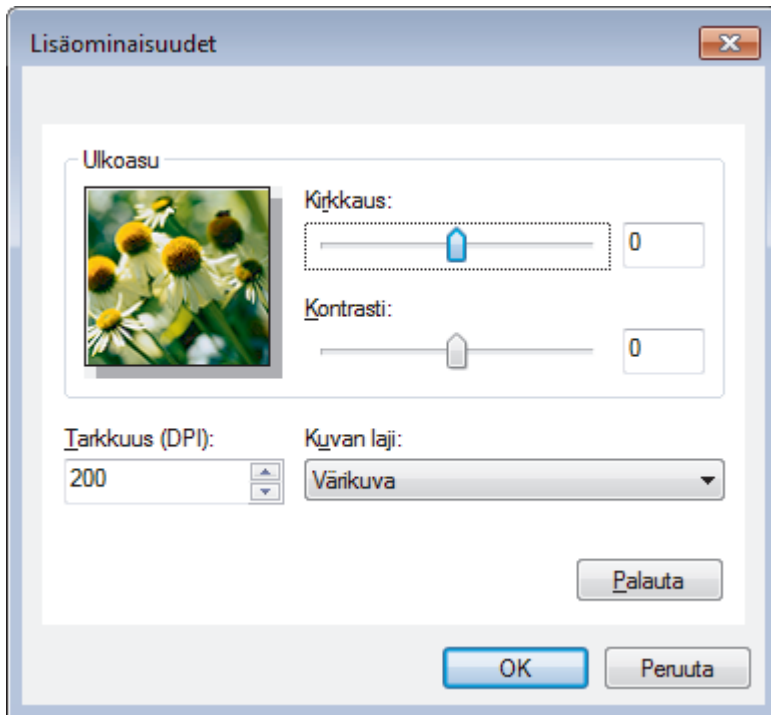 Lisäominaisuudet
Ulkoasu
Kirkkaus:
0
Kontrasti:
0
Tarkkuus (DPI):
Kuvan laji:
200
Värikuva
Palauta
OK
Peruuta